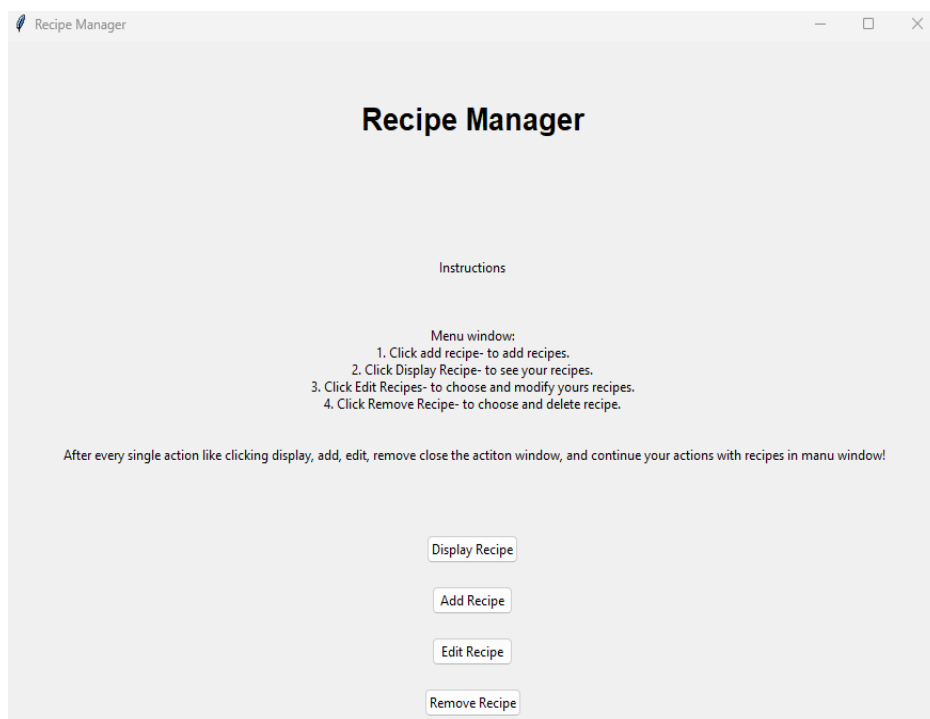 Recipe Manager
Recipe Manager
Instructions
Menu window:
1. Click add recipe- to add recipes.
2. Click Display Recipe- to see your recipes.
3. Click Edit Recipes- to choose and modify yours recipes.
4. Click Remove Recipe- to choose and delete recipe.
After every single action like clicking display, add, edit, remove close the actiton window, and continue your actions with recipes in manu window!
Display Recipe
Add Recipe
Edit Recipe
Remove Recipe